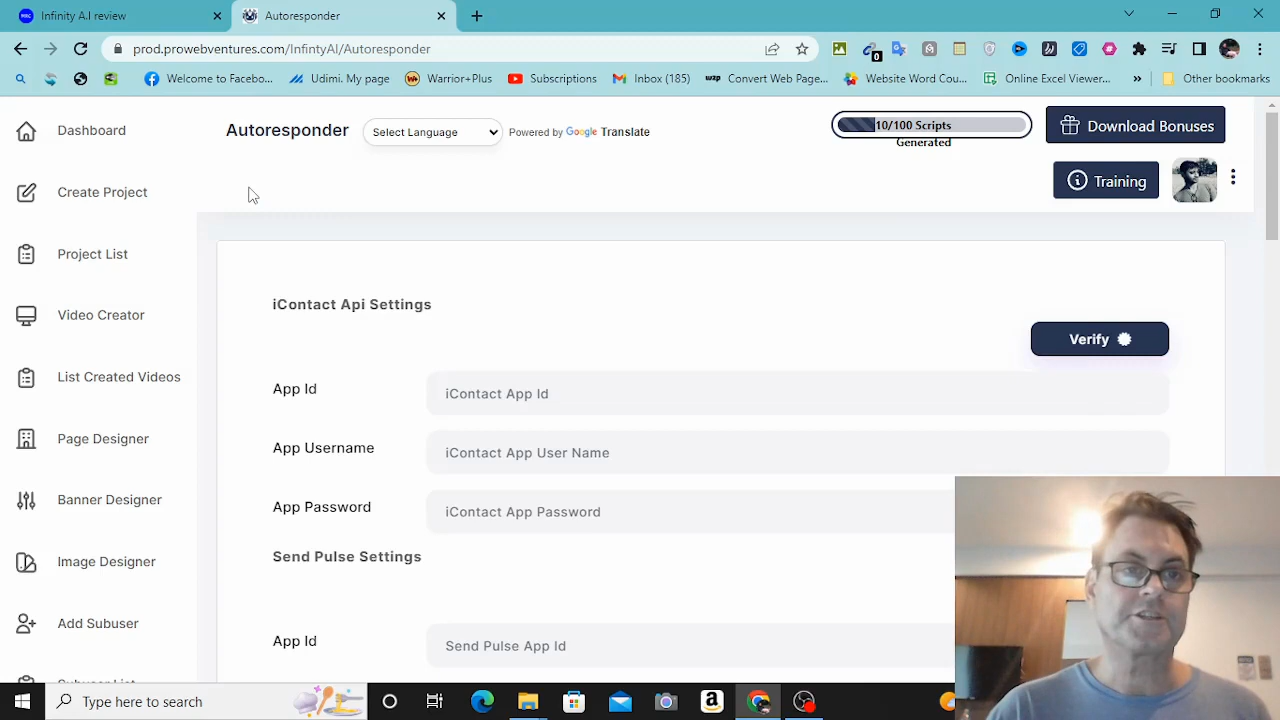 Infinity A.I review
Autoresponder
prod.prowebventures.com/InfintyAI/Autoresponder
0
Welcome to Facebo...
Udimi. My page
Warrior+Plus
Subscriptions
Inbox (185)
Convert Web Page...
Website Word Cou...
Online Excel Viewer...
Other bookmarks
Dashboard
Create Project
Project List
Video Creator
List Created Videos
Page Designer
Banner Designer
Image Designer
Add Subuser
Autoresponder
Select Language
Powered by Google Translate
10/100 Scripts
Generated
Download Bonuses
Training
iContact Api Settings
Verify
App Id
iContact App Id
App Username
iContact App User Name
App Password
iContact App Password
Send Pulse Settings
App Id
Send Pulse App Id
Type here to search